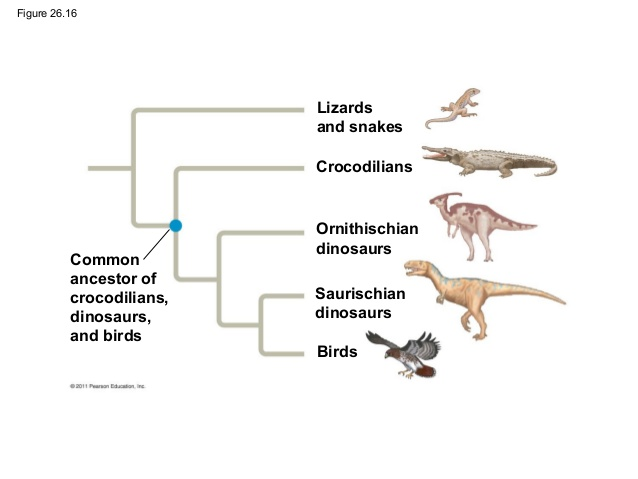 Figure 26.16
Lizards
and snakes
Crocodilians
Ornithischian
dinosaurs
Common
ancestor of
crocodilians,
dinosaurs,
and birds
Saurischian
dinosaurs
Birds
© 2011 Pearson Education, Inc.